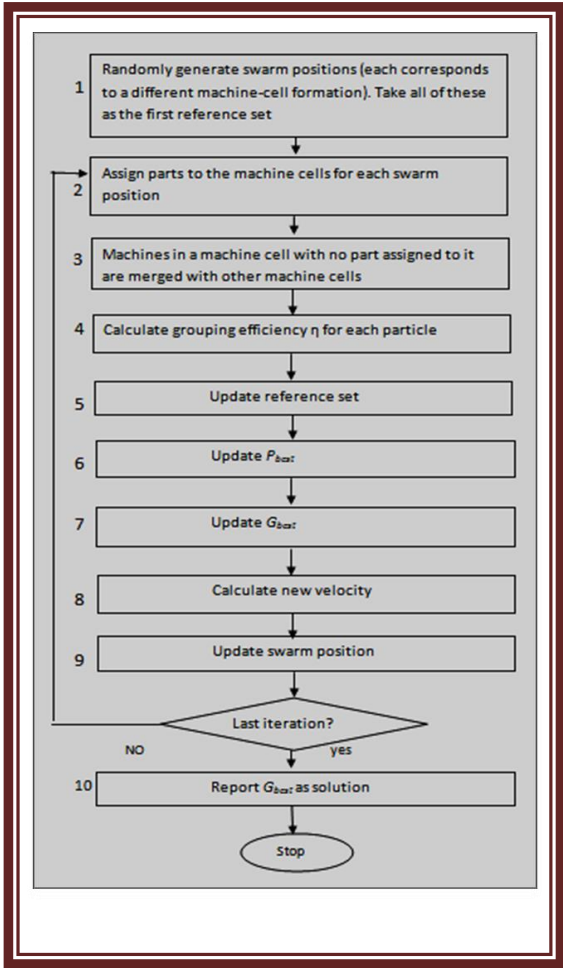 1
Randomly generate swarm positions (each corresponds
to a different machine-cell formation). Take all of these
as the first reference set
2
Assign parts to the machine cells for each swarm
position
3
Machines in a machine cell with no part assigned to it
are merged with other machine cells
4
Calculate grouping efficiency η for each particle
5
Update reference set
6
Update Pbest
7
Update Gbest
8
Calculate new velocity
9
Update swarm position
Last iteration?
NO
yes
10
Report Gbest as solution
Stop